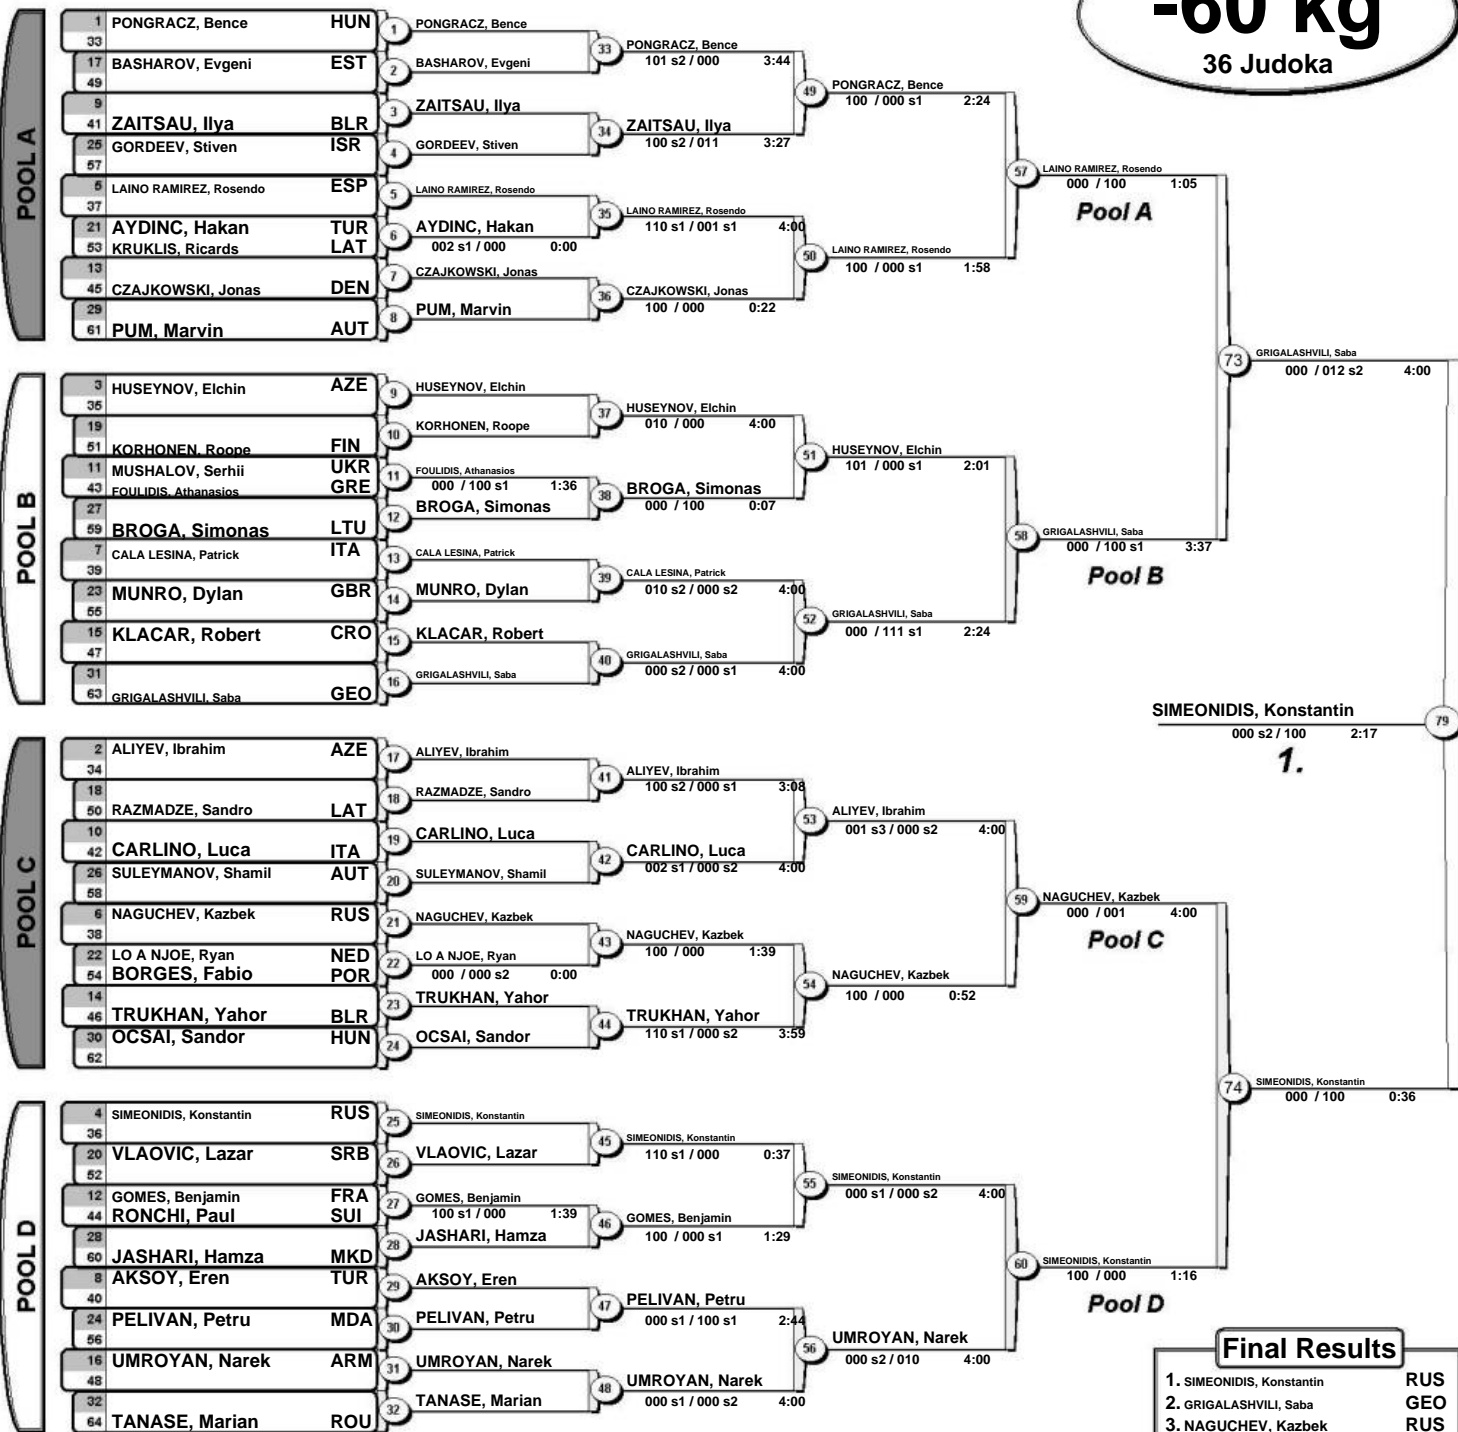 -60 kg
36 Judoka
POOL A
1 PONGRACZ, Bence HUN
33
17 BASHAROV, Evgeni EST
49
9
41 ZAITSAU, Ilya BLR
25 GORDEEV, Stiven ISR
57
5 LAINO RAMIREZ, Rosendo ESP
37
21 AYDINC, Hakan TUR
53 KRUKLIS, Ricards LAT
13
45 CZAJKOWSKI, Jonas DEN
29
61 PUM, Marvin AUT
1 PONGRACZ, Bence
2 BASHAROV, Evgeni
3 ZAITSAU, Ilya
4 GORDEEV, Stiven
5 LAINO RAMIREZ, Rosendo
6 AYDINC, Hakan
002 s1 / 000 0:00
7 CZAJKOWSKI, Jonas
8 PUM, Marvin
33 PONGRACZ, Bence
101 s2 / 000 3:44
34 ZAITSAU, Ilya
100 s2 / 011 3:27
35 LAINO RAMIREZ, Rosendo
110 s1 / 001 s1 4:00
36 CZAJKOWSKI, Jonas
100 / 000 0:22
49 PONGRACZ, Bence
100 / 000 s1 2:24
50 LAINO RAMIREZ, Rosendo
100 / 000 s1 1:58
57 LAINO RAMIREZ, Rosendo
000 / 100 1:05
Pool A
POOL B
3 HUSEYNOV, Elchin AZE
35
19
51 KORHONEN, Roope FIN
11 MUSHALOV, Serhii UKR
43 FOULIDIS, Athanasios GRE
27
59 BROGA, Simonas LTU
7 CALA LESINA, Patrick ITA
39
23 MUNRO, Dylan GBR
55
15 KLACAR, Robert CRO
47
31
63 GRIGALASHVILI, Saba GEO
9 HUSEYNOV, Elchin
10 KORHONEN, Roope
11 FOULIDIS, Athanasios
000 / 100 s1 1:36
12 BROGA, Simonas
13 CALA LESINA, Patrick
14 MUNRO, Dylan
15 KLACAR, Robert
16 GRIGALASHVILI, Saba
37 HUSEYNOV, Elchin
010 / 000 4:00
38 BROGA, Simonas
000 / 100 0:07
39 CALA LESINA, Patrick
010 s2 / 000 s2 4:00
40 GRIGALASHVILI, Saba
000 s2 / 000 s1 4:00
51 HUSEYNOV, Elchin
101 / 000 s1 2:01
52 GRIGALASHVILI, Saba
000 / 111 s1 2:24
58 GRIGALASHVILI, Saba
000 / 100 s1 3:37
Pool B
73 GRIGALASHVILI, Saba
000 / 012 s2 4:00
SIMEONIDIS, Konstantin 79
000 s2 / 100 2:17
1.
POOL C
2 ALIYEV, Ibrahim AZE
34
18
50 RAZMADZE, Sandro LAT
10
42 CARLINO, Luca ITA
26 SULEYMANOV, Shamil AUT
58
6 NAGUCHEV, Kazbek RUS
38
22 LO A NJOE, Ryan NED
54 BORGES, Fabio POR
14
46 TRUKHAN, Yahor BLR
30 OCSAI, Sandor HUN
62
17 ALIYEV, Ibrahim
18 RAZMADZE, Sandro
19 CARLINO, Luca
20 SULEYMANOV, Shamil
21 NAGUCHEV, Kazbek
22 LO A NJOE, Ryan
000 / 000 s2 0:00
23 TRUKHAN, Yahor
24 OCSAI, Sandor
41 ALIYEV, Ibrahim
100 s2 / 000 s1 3:08
42 CARLINO, Luca
002 s1 / 000 s2 4:00
43 NAGUCHEV, Kazbek
100 / 000 1:39
44 TRUKHAN, Yahor
110 s1 / 000 s2 3:59
53 ALIYEV, Ibrahim
001 s3 / 000 s2 4:00
54 NAGUCHEV, Kazbek
100 / 000 0:52
59 NAGUCHEV, Kazbek
000 / 001 4:00
Pool C
POOL D
4 SIMEONIDIS, Konstantin RUS
36
20 VLAOVIC, Lazar SRB
52
12 GOMES, Benjamin FRA
44 RONCHI, Paul SUI
28
60 JASHARI, Hamza MKD
8 AKSOY, Eren TUR
40
24 PELIVAN, Petru MDA
56
16 UMROYAN, Narek ARM
48
32
64 TANASE, Marian ROU
25 SIMEONIDIS, Konstantin
26 VLAOVIC, Lazar
27 GOMES, Benjamin
100 s1 / 000 1:39
28 JASHARI, Hamza
29 AKSOY, Eren
30 PELIVAN, Petru
31 UMROYAN, Narek
32 TANASE, Marian
45 SIMEONIDIS, Konstantin
110 s1 / 000 0:37
46 GOMES, Benjamin
100 / 000 s1 1:29
47 PELIVAN, Petru
000 s1 / 100 s1 2:44
48 UMROYAN, Narek
000 s1 / 000 s2 4:00
55 SIMEONIDIS, Konstantin
000 s1 / 000 s2 4:00
56 UMROYAN, Narek
000 s2 / 010 4:00
60 SIMEONIDIS, Konstantin
100 / 000 1:16
Pool D
74 SIMEONIDIS, Konstantin
000 / 100 0:36
Final Results
1. SIMEONIDIS, Konstantin RUS
2. GRIGALASHVILI, Saba GEO
3. NAGUCHEV, Kazbek RUS